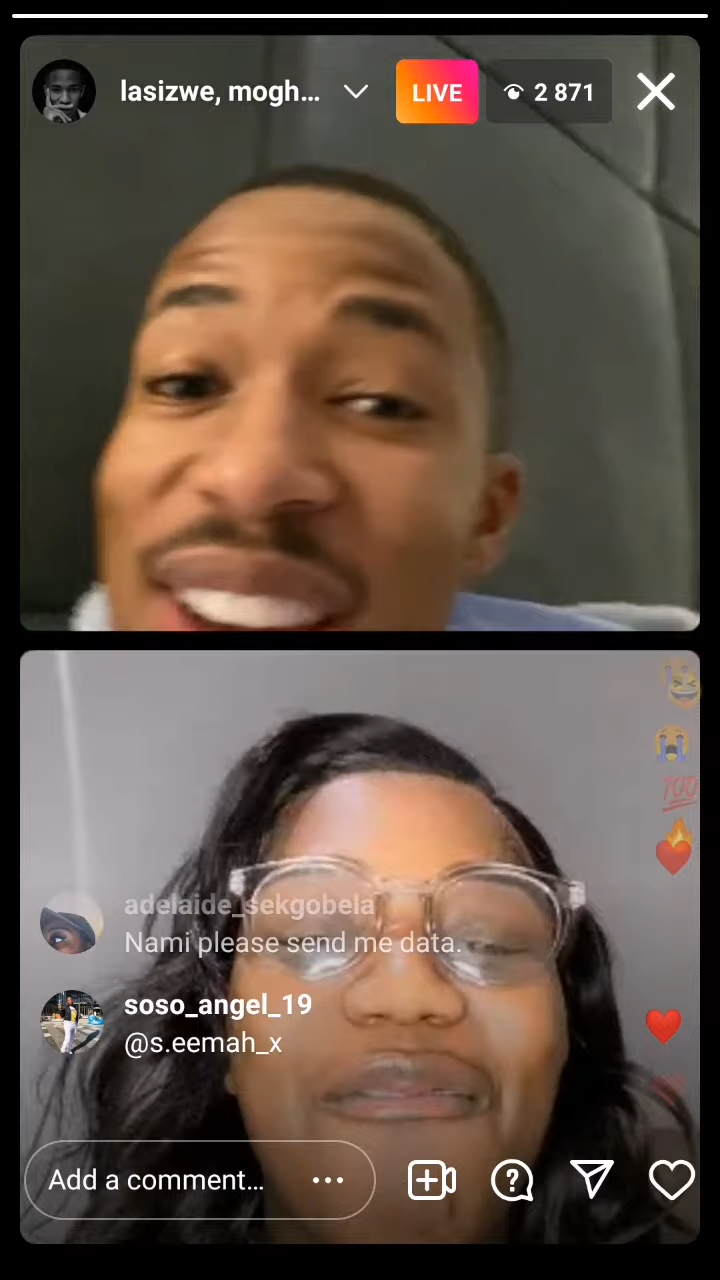 lasizwe, mogh...
LIVE
2 871
adelaide_sekgobela
Nami please send me data.
soso_angel_19
@s.eemah_x
Add a comment...